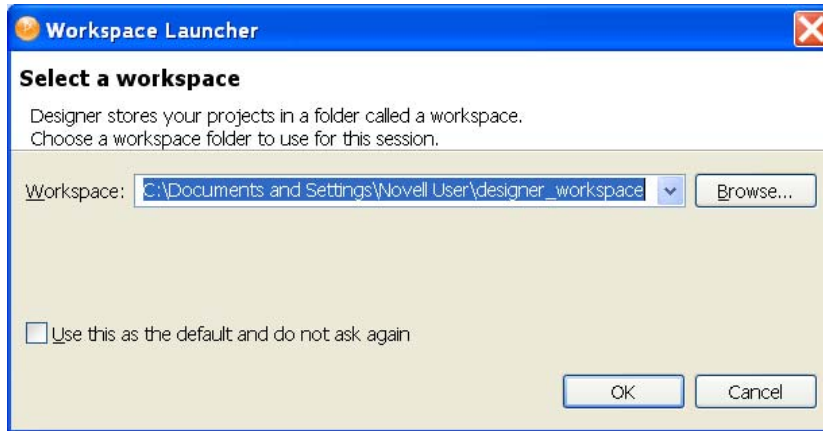 Workspace Launcher
Select a workspace
Designer stores your projects in a folder called a workspace.
Choose a workspace folder to use for this session.
Workspace: C:\Documents and Settings\Novell User\designer_workspace Browse...
Use this as the default and do not ask again
OK Cancel